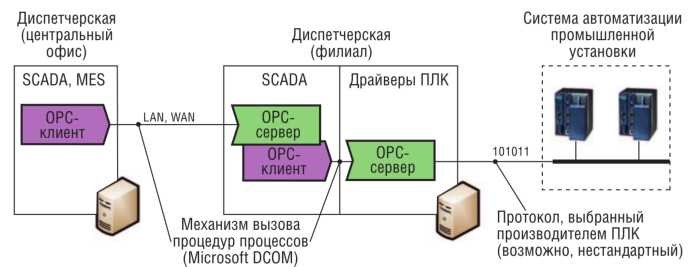 Диспетчерская
(центральный
офис)
Диспетчерская
(филиал)
Система автоматизации
промышленной
установки
SCADA, MES
SCADA
Драйверы ПЛК
OPC-
клиент
LAN, WAN
OPC-
сервер
OPC-
клиент
OPC-
сервер
101011
Механизм вызова
процедур процессов
(Microsoft DCOM)
Протокол, выбранный
производителем ПЛК
(возможно, нестандартный)